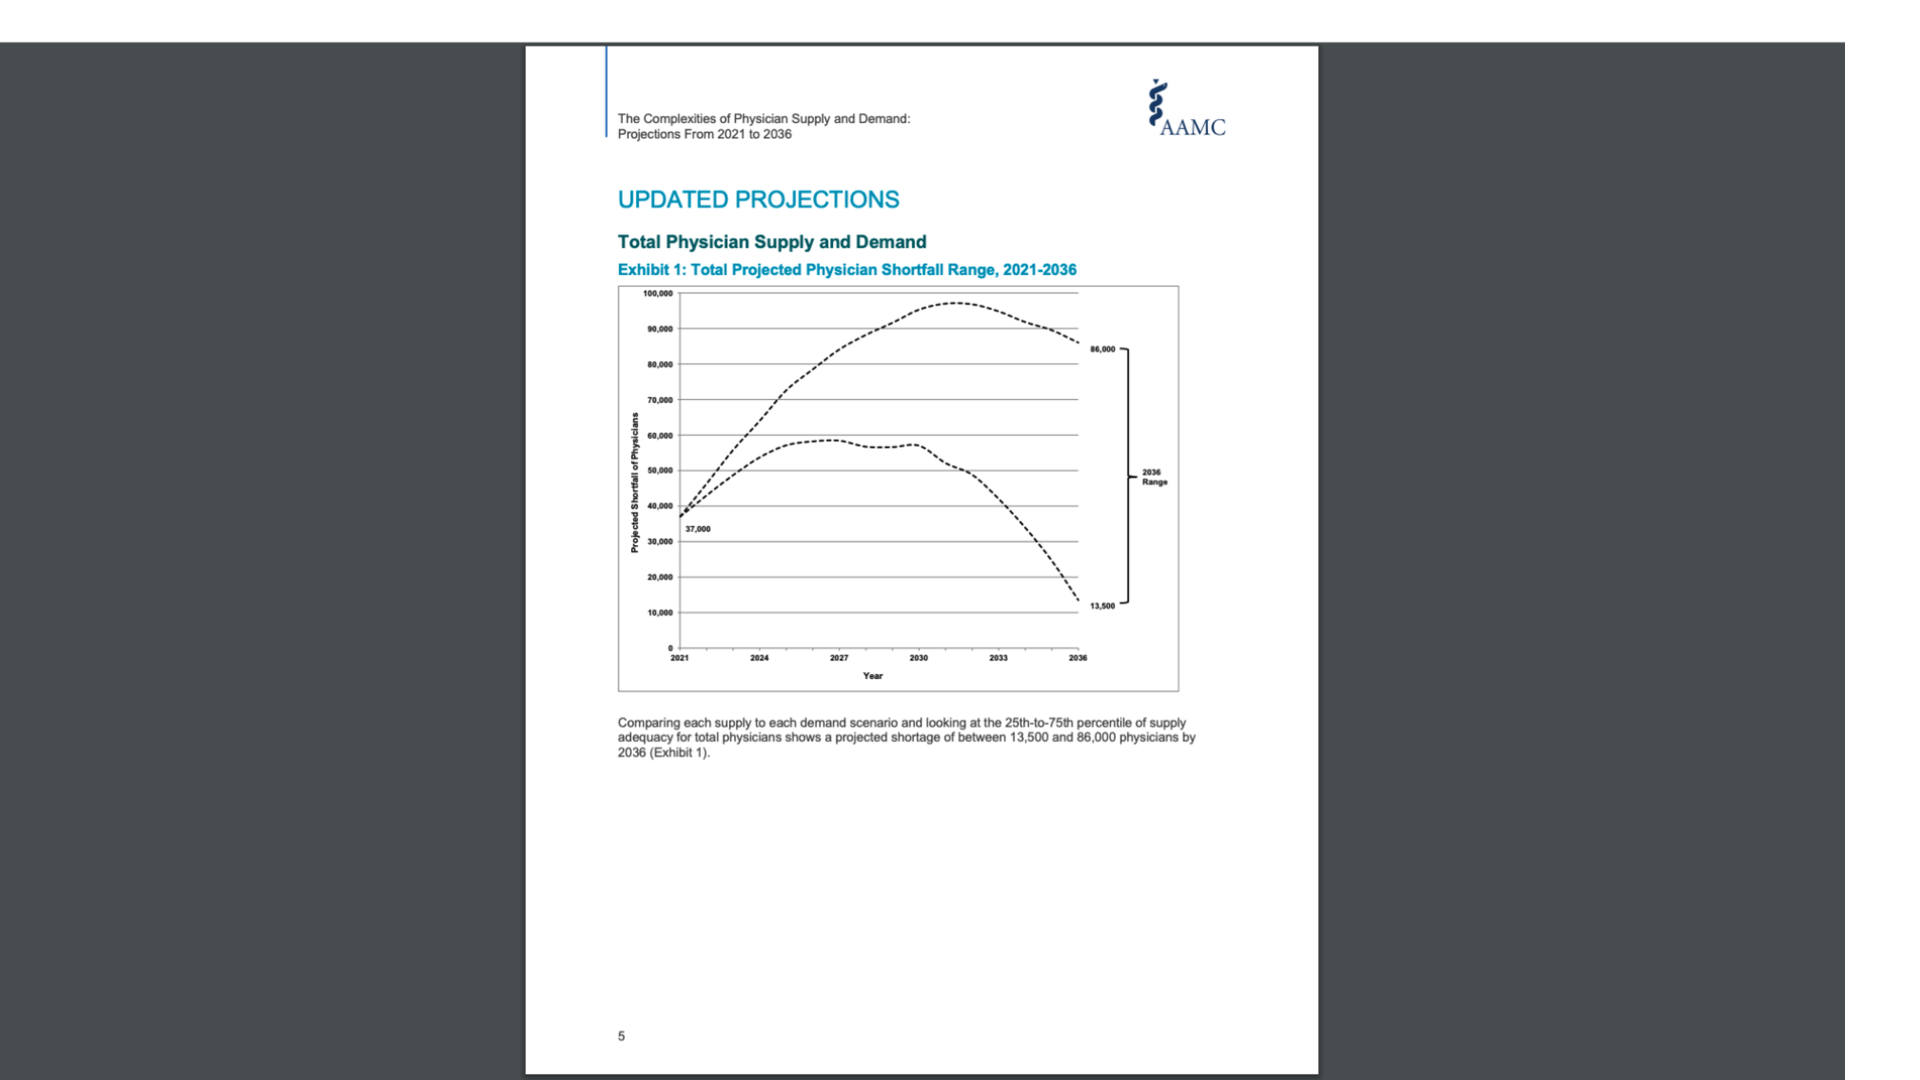 The Complexities of Physician Supply and Demand:
Projections From 2021 to 2036
AAMC
UPDATED PROJECTIONS
Total Physician Supply and Demand
Exhibit 1: Total Projected Physician Shortfall Range, 2021-2036
Projected Shortfall of Physicians
100,000
90,000
80,000
70,000
60,000
50,000
40,000
30,000
20,000
10,000
0
37,000
86,000
2036
Range
13,500
2021 2024 2027 2030 2033 2036
Year
Comparing each supply to each demand scenario and looking at the 25th-to-75th percentile of supply
adequacy for total physicians shows a projected shortage of between 13,500 and 86,000 physicians by
2036 (Exhibit 1).
5